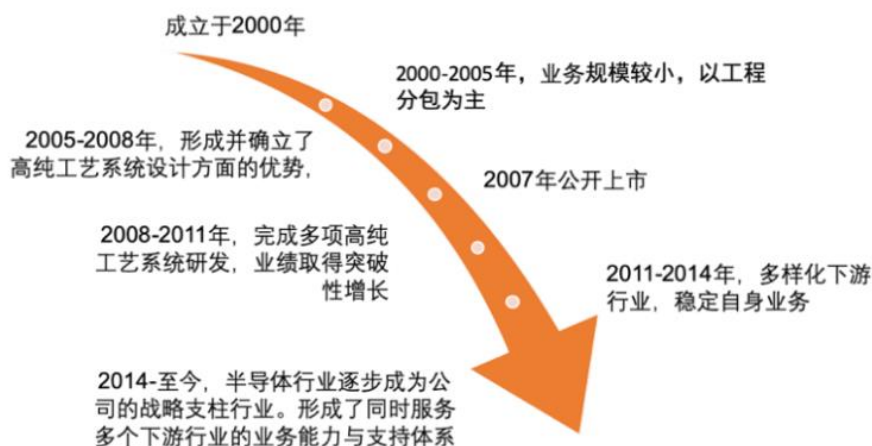 成立于2000年
2000-2005年，业务规模较小，以工程
分包为主
2005-2008年，形成并确立了
高纯工艺系统设计方面的优势,
2007年公开上市
2008-2011年，完成多项高纯
工艺系统研发，业绩取得突破
性增长
2011-2014年，多样化下游
行业，稳定自身业务
2014-至今，半导体行业逐步成为公
司的战略支柱行业。形成了同时服务
多个下游行业的业务能力与支持体系